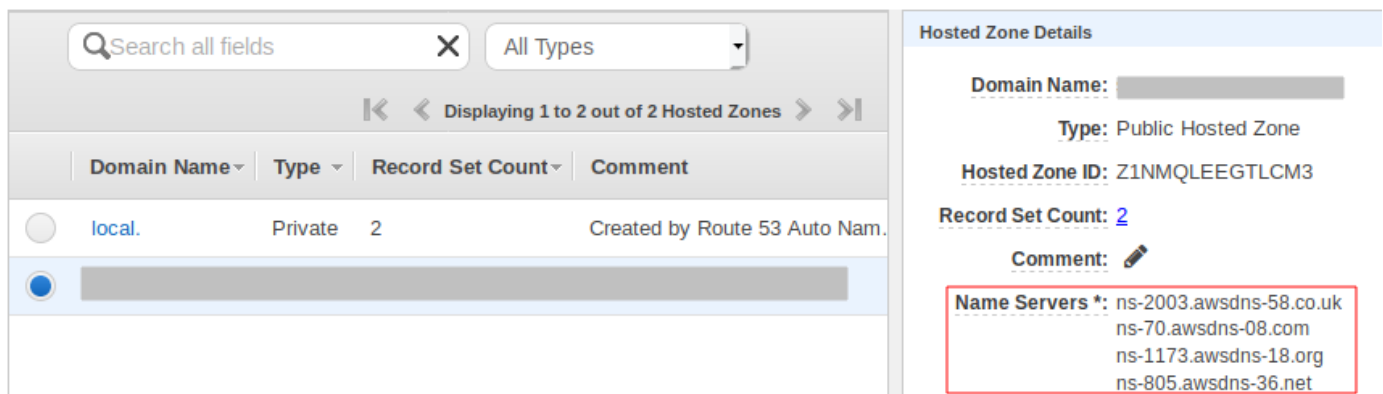 Search all fields
All Types
Displaying 1 to 2 out of 2 Hosted Zones
Domain Name Type Record Set Count Comment
local. Private 2 Created by Route 53 Auto Nam.
Hosted Zone Details
Domain Name:
Type: Public Hosted Zone
Hosted Zone ID: Z1NMQLEEGTLCM3
Record Set Count: 2
Comment:
Name Servers *: ns-2003.awsdns-58.co.uk
ns-70.awsdns-08.com
ns-1173.awsdns-18.org
ns-805.awsdns-36.net